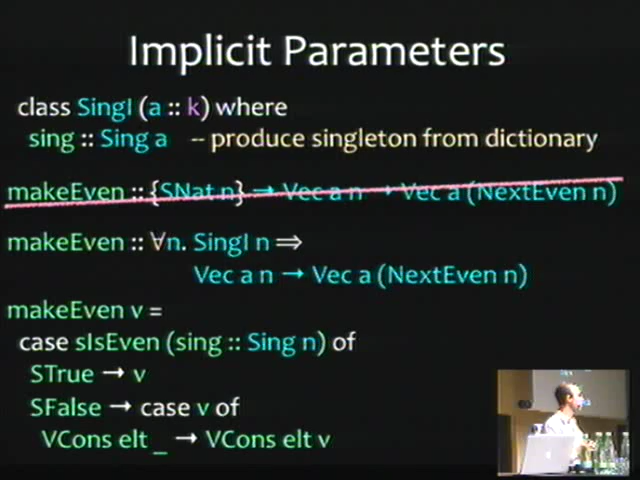 Implicit Parameters
class SingI (a :: k) where
sing :: Sing a -- produce singleton from dictionary
makeEven :: {SNat n} → Vec a n → Vec a (NextEven n)
makeEven :: ∀n. SingI n ⇒
Vec a n → Vec a (NextEven n)
makeEven v =
case sIsEven (sing :: Sing n) of
STrue → v
SFalse → case v of
VCons elt _ → VCons elt v